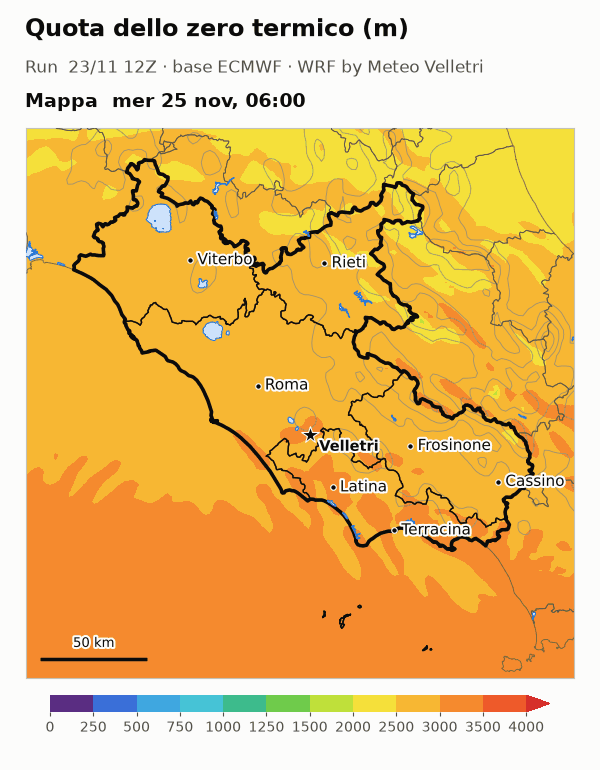 Quota dello zero termico (m)
Run  23/11 12Z · base ECMWF · WRF by Meteo Velletri
Mappa  mer 25 nov, 06:00
Viterbo
Rieti
Roma
Velletri
Frosinone
Latina
Cassino
Terracina
50 km
0 250 500 750 1000 1250 1500 2000 2500 3000 3500 4000